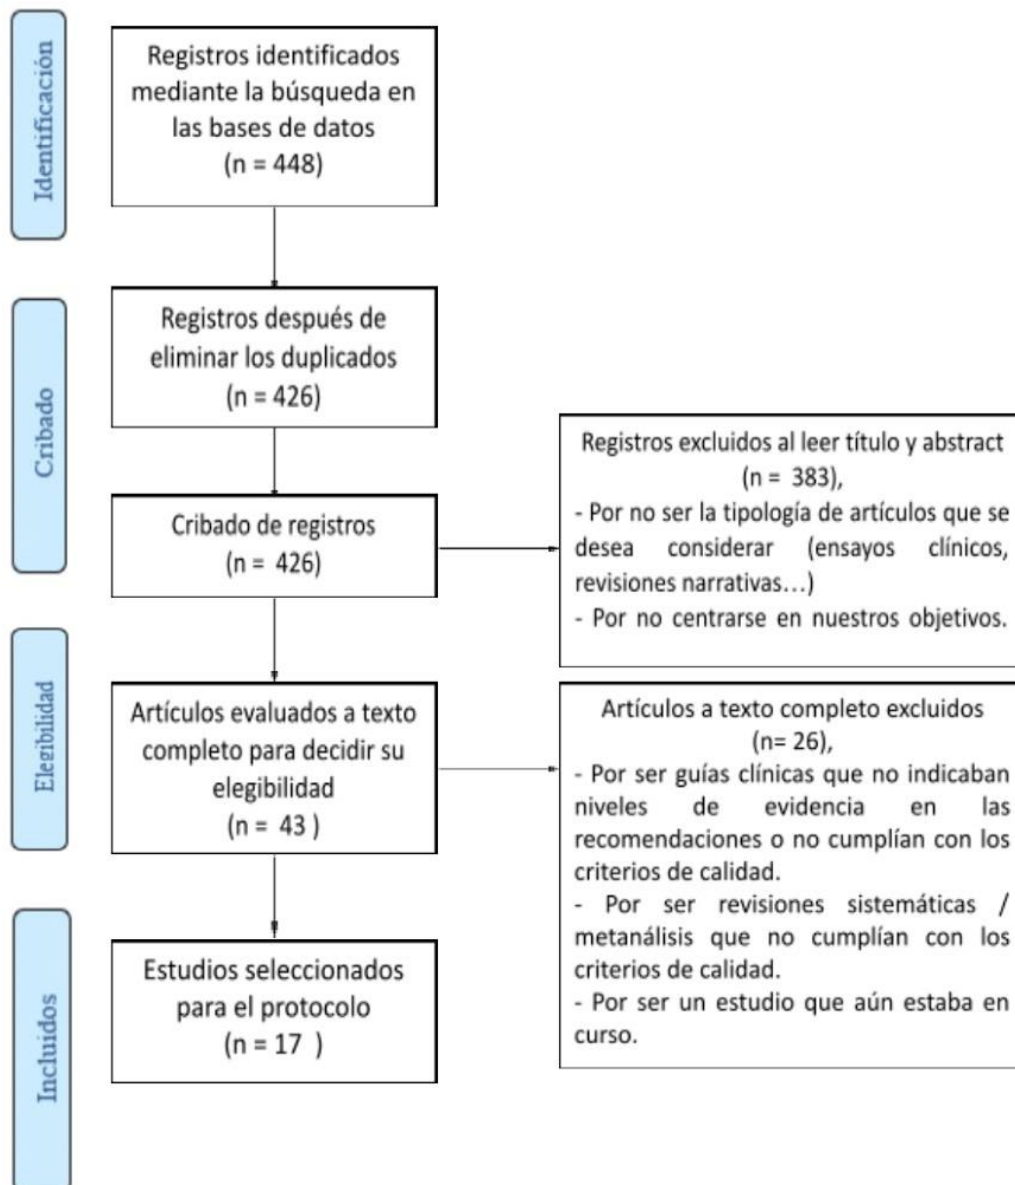 Identificación
Registros identificados
mediante la búsqueda en
las bases de datos
(n = 448)
Cribado
Registros después de
eliminar los duplicados
(n = 426)
Cribado de registros
(n = 426)
Registros excluidos al leer título y abstract
(n = 383),
- Por no ser la tipología de artículos que se
desea considerar (ensayos clínicos,
revisiones narrativas...)
- Por no centrarse en nuestros objetivos.
Elegibilidad
Artículos evaluados a texto
completo para decidir su
elegibilidad
(n = 43 )
Artículos a texto completo excluidos
(n= 26),
- Por ser guías clínicas que no indicaban
niveles de evidencia en las
recomendaciones o no cumplían con los
criterios de calidad.
- Por ser revisiones sistemáticas /
metanálisis que no cumplían con los
criterios de calidad.
- Por ser un estudio que aún estaba en
curso.
Incluidos
Estudios seleccionados
para el protocolo
(n = 17 )